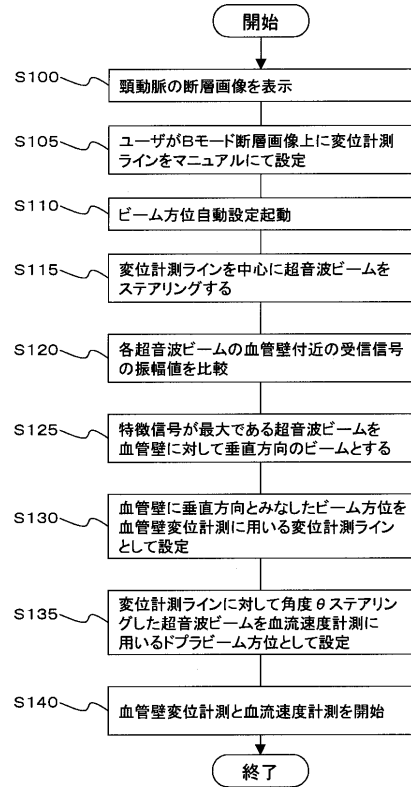 開始
S100
頸動脈の断層画像を表示
S105
ユーザがBモード断層画像上に変位計測
ラインをマニュアルにて設定
S110
ビーム方位自動設定起動
S115
変位計測ラインを中心に超音波ビームを
ステアリングする
S120
各超音波ビームの血管壁付近の受信信号
の振幅値を比較
S125
特徴信号が最大である超音波ビームを
血管壁に対して垂直方向のビームとする
S130
血管壁に垂直方向とみなしたビーム方位を
血管壁変位計測に用いる変位計測ライン
として設定
S135
変位計測ラインに対して角度θステアリ
ングした超音波ビームを血流速度計測に
用いるドプラビーム方位として設定
S140
血管壁変位計測と血流速度計測を開始
終了